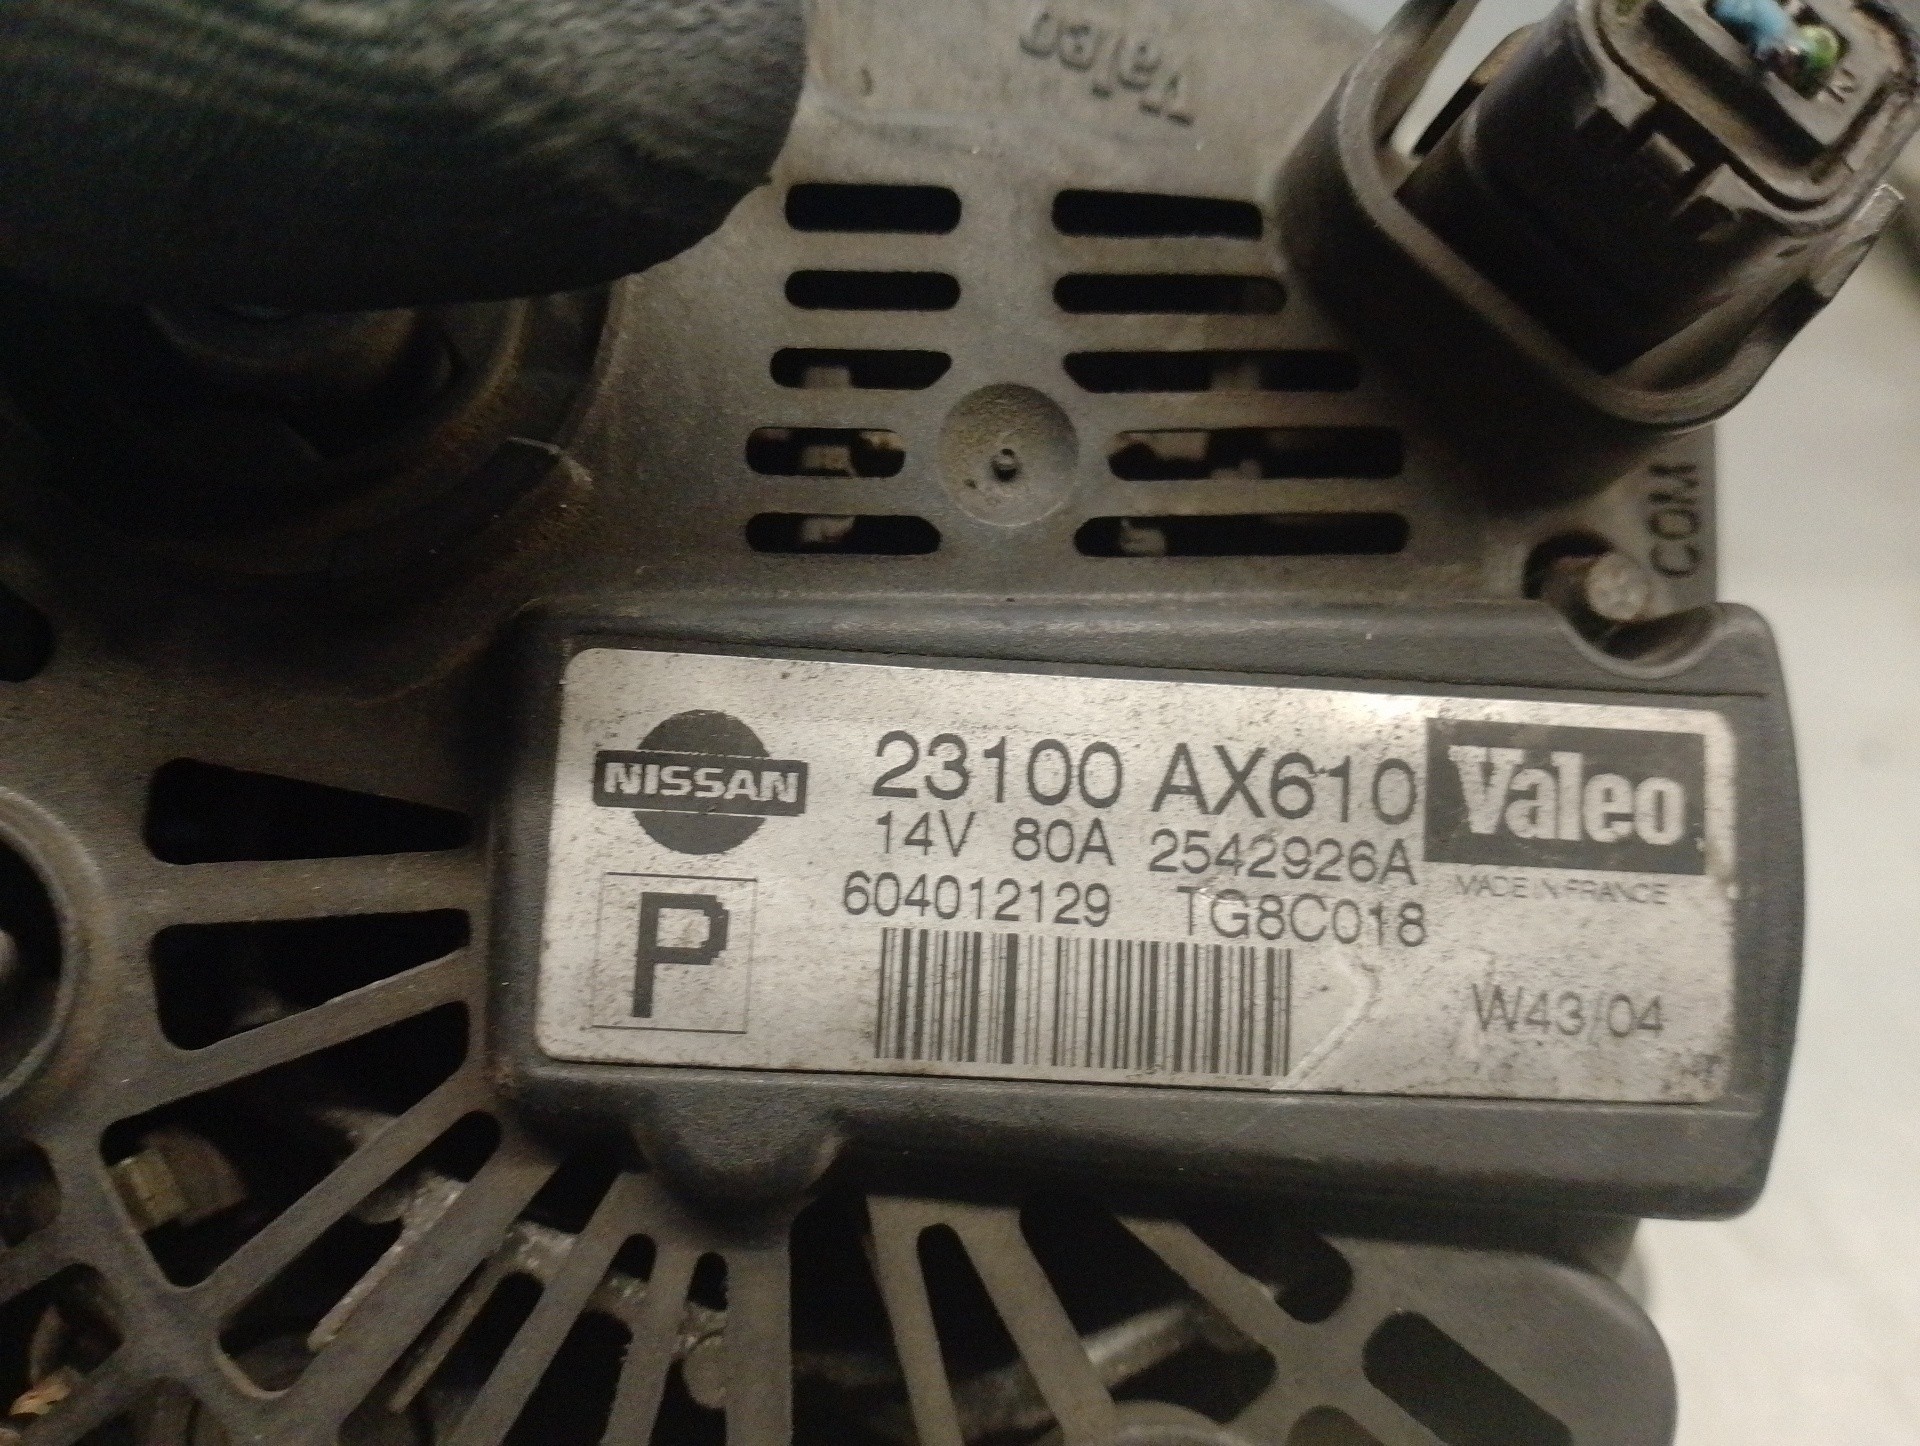 Valeo
COM
NISSAN
23100 AX610
Valeo
14V 80A 2542926A
MADE IN FRANCE
604012129 TG8C018
P
W43/04